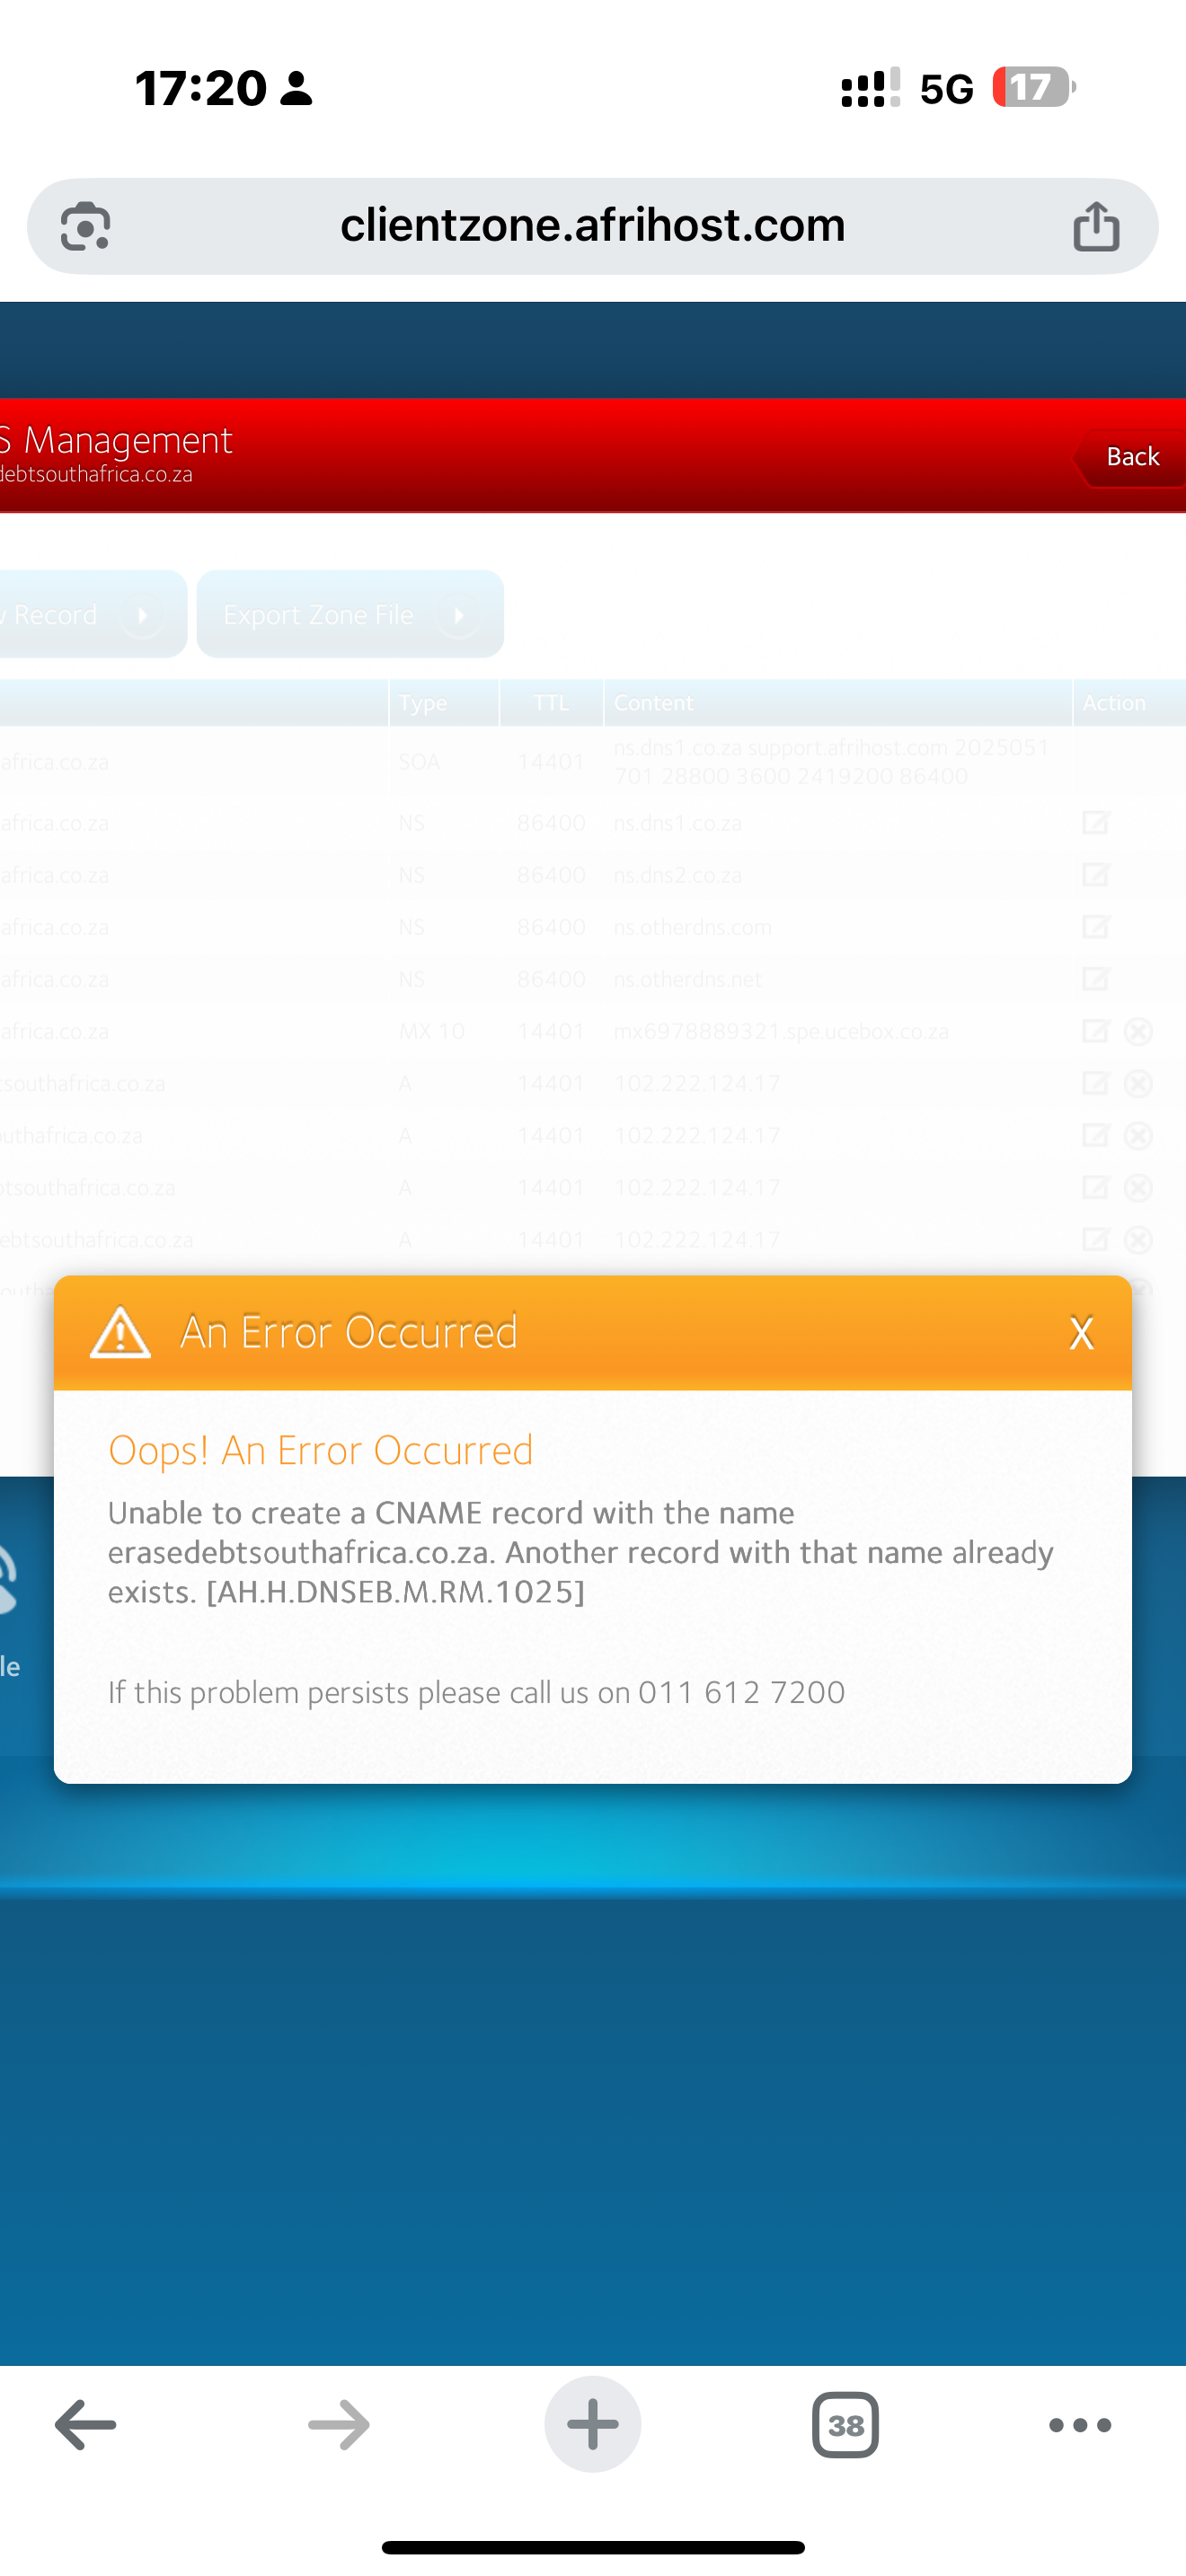 17:20
5G
17
clientzone.afrihost.com
S Management
debtsouthafrica.co.za
Back
Record
Export Zone File
Type TTL Content Action
africa.co.za SOA 14401 ns.dns1.co.za support.afrihost.com 2025051
701 28800 3600 2419200 86400
africa.co.za NS 86400 ns.dns1.co.za
africa.co.za NS 86400 ns.dns2.co.za
africa.co.za NS 86400 ns.otherdns.com
africa.co.za NS 86400 ns.otherdns.net
africa.co.za MX 10 14401 mx6978889321.spe.ucebox.co.za
tsouthafrica.co.za A 14401 102.222.124.17
uthafrica.co.za A 14401 102.222.124.17
otsouthafrica.co.za A 14401 102.222.124.17
ebtsouthafrica.co.za A 14401 102.222.124.17
An Error Occurred X
Oops! An Error Occurred
Unable to create a CNAME record with the name
erasedebtsouthafrica.co.za. Another record with that name already
exists. [AH.H.DNSEB.M.RM.1025]
If this problem persists please call us on 011 612 7200
le
38